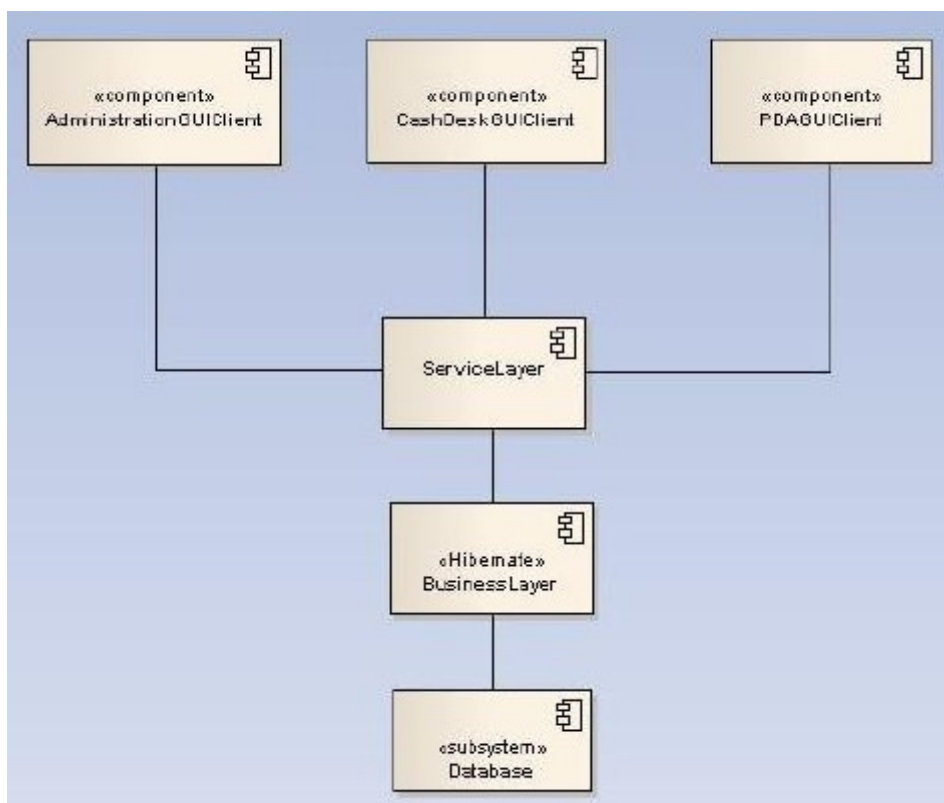 «component»
AdministrationGUIClient
«component»
CashDeskGUIClient
«component»
PDAGUIClient
ServiceLayer
«Hibernate»
BusinessLayer
«subsystem»
Database